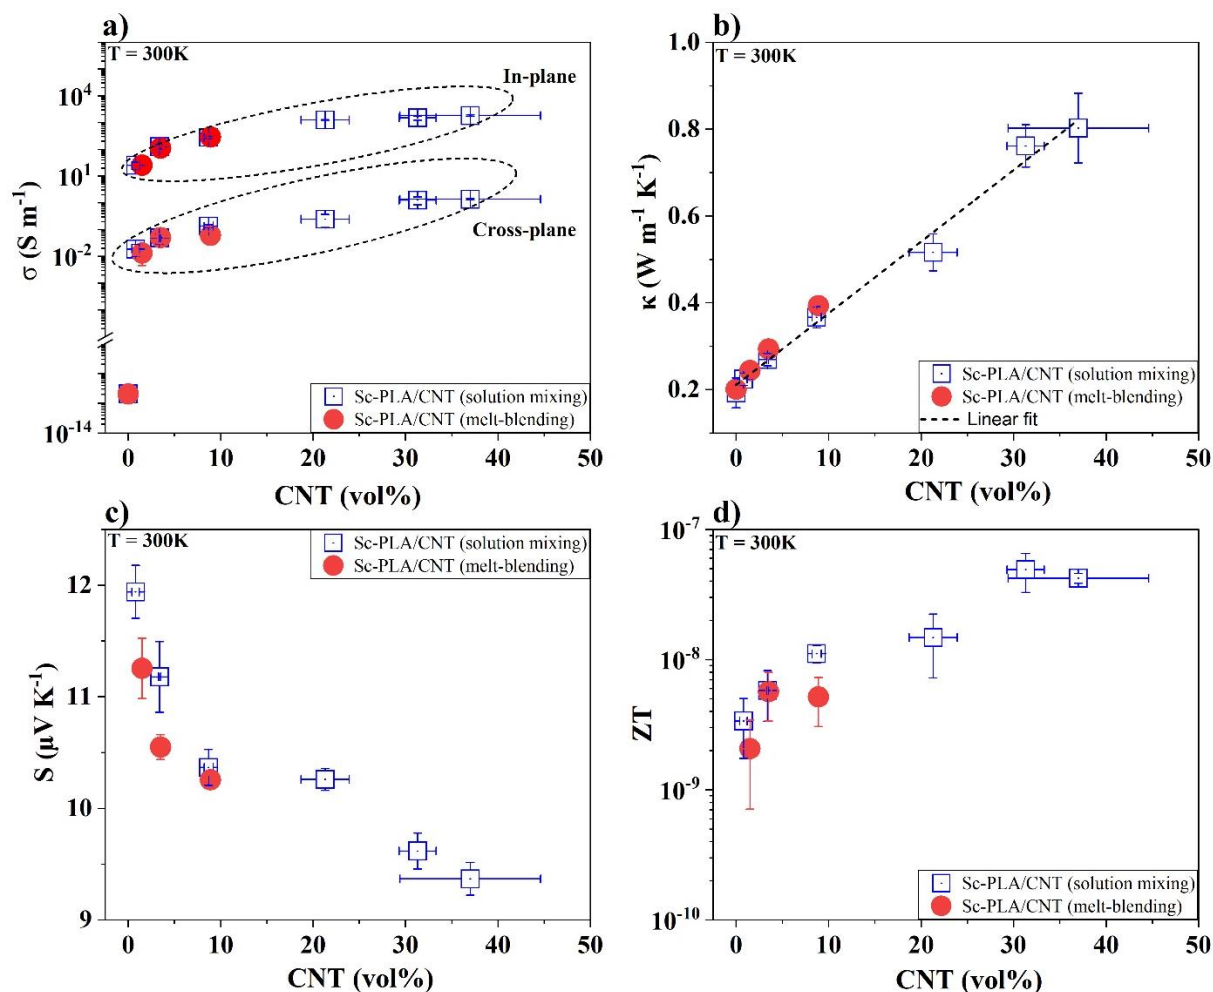 a)
T = 300K
In-plane
Cross-plane
10⁴
10¹
10⁻²
10⁻¹⁴
σ (S m⁻¹)
Sc-PLA/CNT (solution mixing)
Sc-PLA/CNT (melt-blending)
0 10 20 30 40 50
CNT (vol%)
b)
T = 300K
1.0
0.8
0.6
0.4
0.2
κ (W m⁻¹ K⁻¹)
Sc-PLA/CNT (solution mixing)
Sc-PLA/CNT (melt-blending)
Linear fit
0 10 20 30 40 50
CNT (vol%)
c)
T = 300K
Sc-PLA/CNT (solution mixing)
Sc-PLA/CNT (melt-blending)
12
11
10
9
S (μV K⁻¹)
0 10 20 30 40 50
CNT (vol%)
d)
T = 300K
10⁻⁷
10⁻⁸
10⁻⁹
10⁻¹⁰
ZT
Sc-PLA/CNT (solution mixing)
Sc-PLA/CNT (melt-blending)
0 10 20 30 40 50
CNT (vol%)